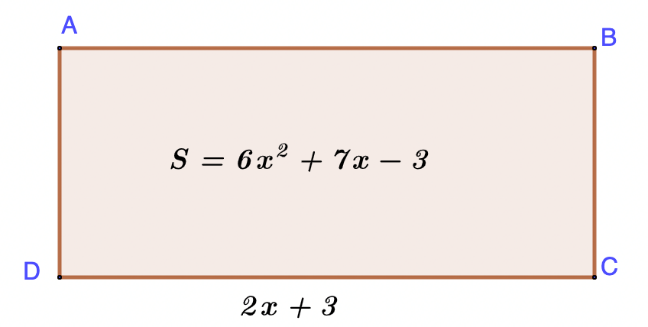 A
B
S = 6x² + 7x − 3
D
C
2x + 3